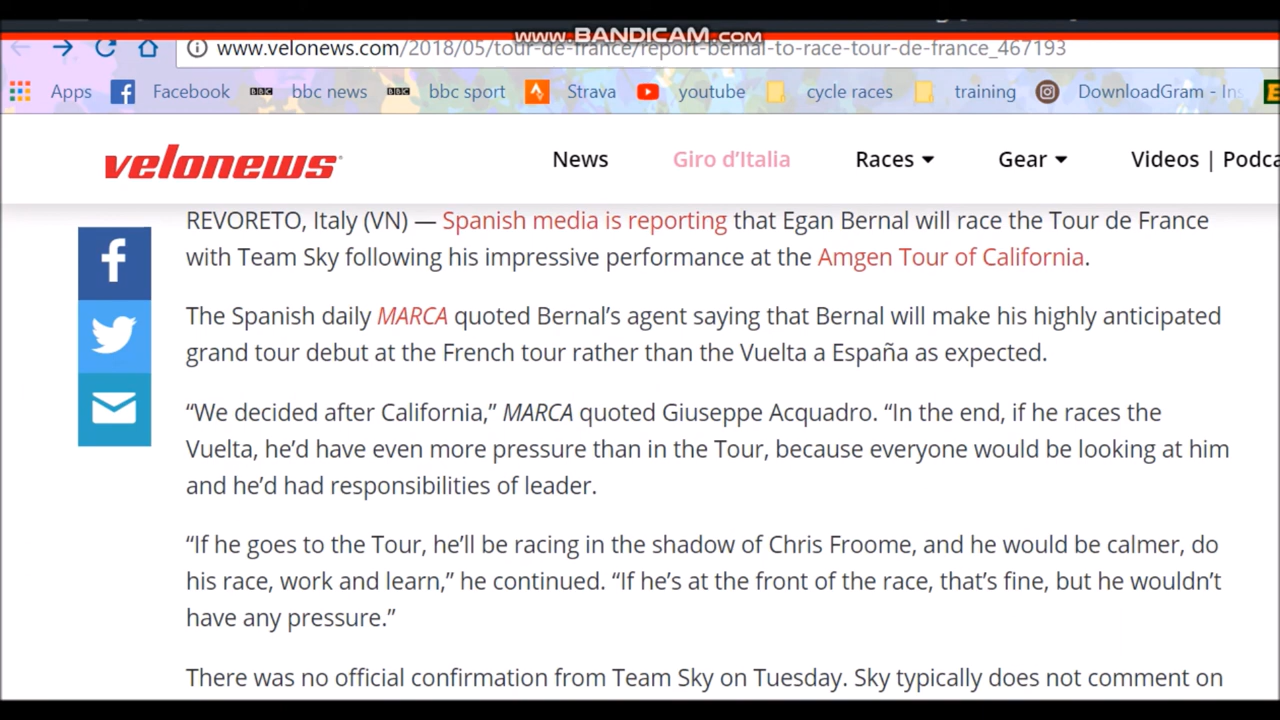 www.BANDICAM.com
www.velonews.com/2018/05/tour-de-france/report-bernal-to-race-tour-de-france_467193
Apps Facebook BBC bbc news BBC bbc sport Strava youtube cycle races training DownloadGram - Ins
velonews News Giro d’Italia Races Gear Videos | Podca
REVORETO, Italy (VN) — Spanish media is reporting that Egan Bernal will race the Tour de France
with Team Sky following his impressive performance at the Amgen Tour of California.
The Spanish daily MARCA quoted Bernal’s agent saying that Bernal will make his highly anticipated
grand tour debut at the French tour rather than the Vuelta a España as expected.
“We decided after California,” MARCA quoted Giuseppe Acquadro. “In the end, if he races the
Vuelta, he’d have even more pressure than in the Tour, because everyone would be looking at him
and he’d had responsibilities of leader.
“If he goes to the Tour, he’ll be racing in the shadow of Chris Froome, and he would be calmer, do
his race, work and learn,” he continued. “If he’s at the front of the race, that’s fine, but he wouldn’t
have any pressure.”
There was no official confirmation from Team Sky on Tuesday. Sky typically does not comment on